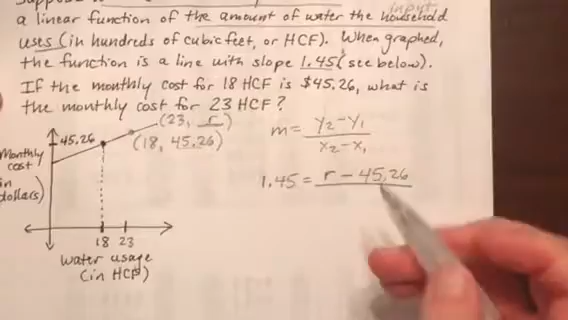 a linear function of the amount of water the household
input
uses (in hundreds of cubic feet, or HCF). When graphed,
the function is a line with slope 1.45 (see below).
If the monthly cost for 18 HCF is $45.26, what is
the monthly cost for 23 HCF?
(23, r)
45.26
(18, 45.26)
Monthly
cost
in
dollars)
18 23
water usage
(in HCF)
m = y₂-y₁
x₂-x₁
1.45 = r - 45.26